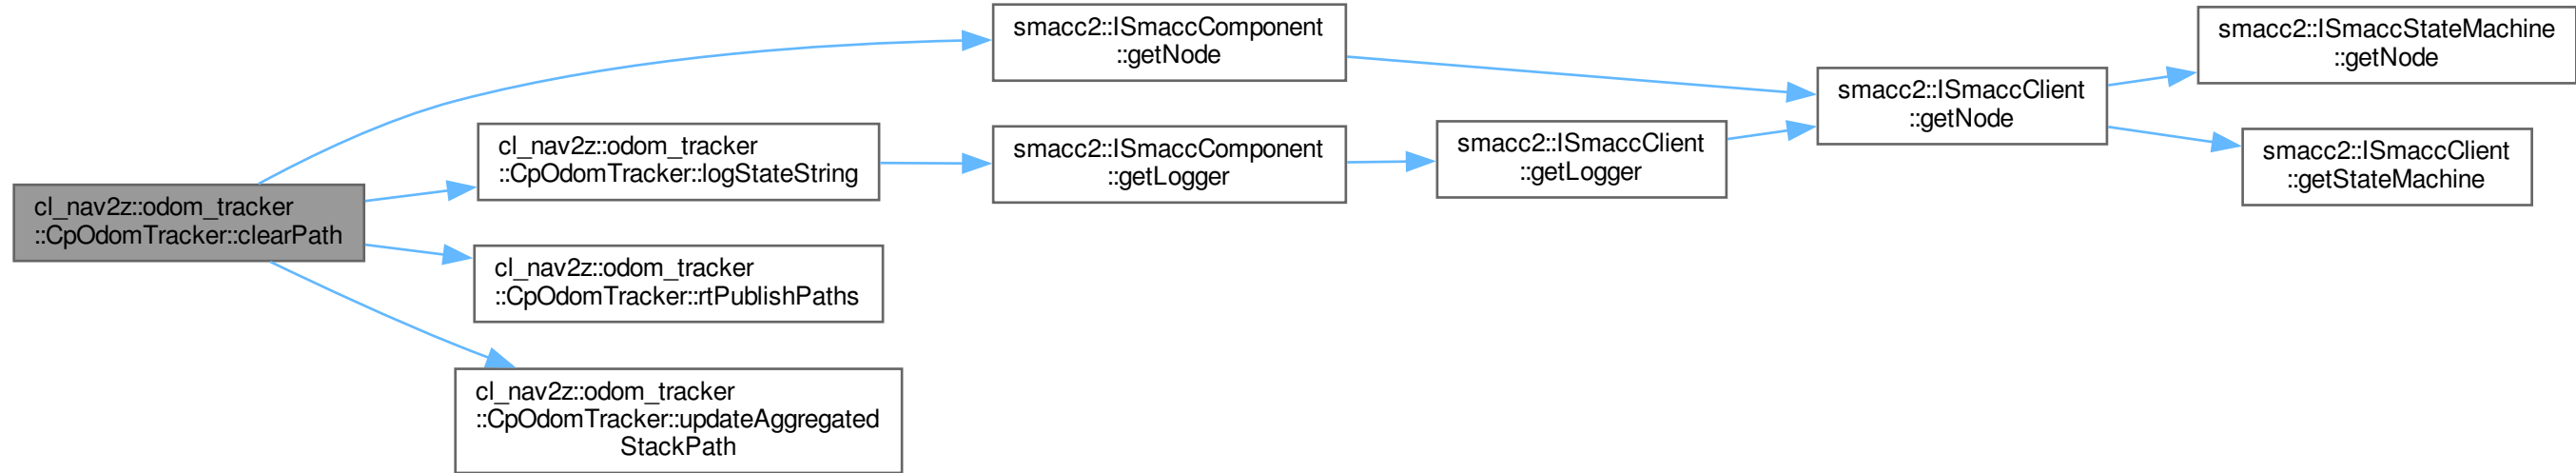 cl_nav2z::odom_tracker
::CpOdomTracker::clearPath
smacc2::ISmaccComponent
::getNode
cl_nav2z::odom_tracker
::CpOdomTracker::logStateString
cl_nav2z::odom_tracker
::CpOdomTracker::rtPublishPaths
cl_nav2z::odom_tracker
::CpOdomTracker::updateAggregated
StackPath
smacc2::ISmaccComponent
::getLogger
smacc2::ISmaccClient
::getLogger
smacc2::ISmaccClient
::getNode
smacc2::ISmaccStateMachine
::getNode
smacc2::ISmaccClient
::getStateMachine